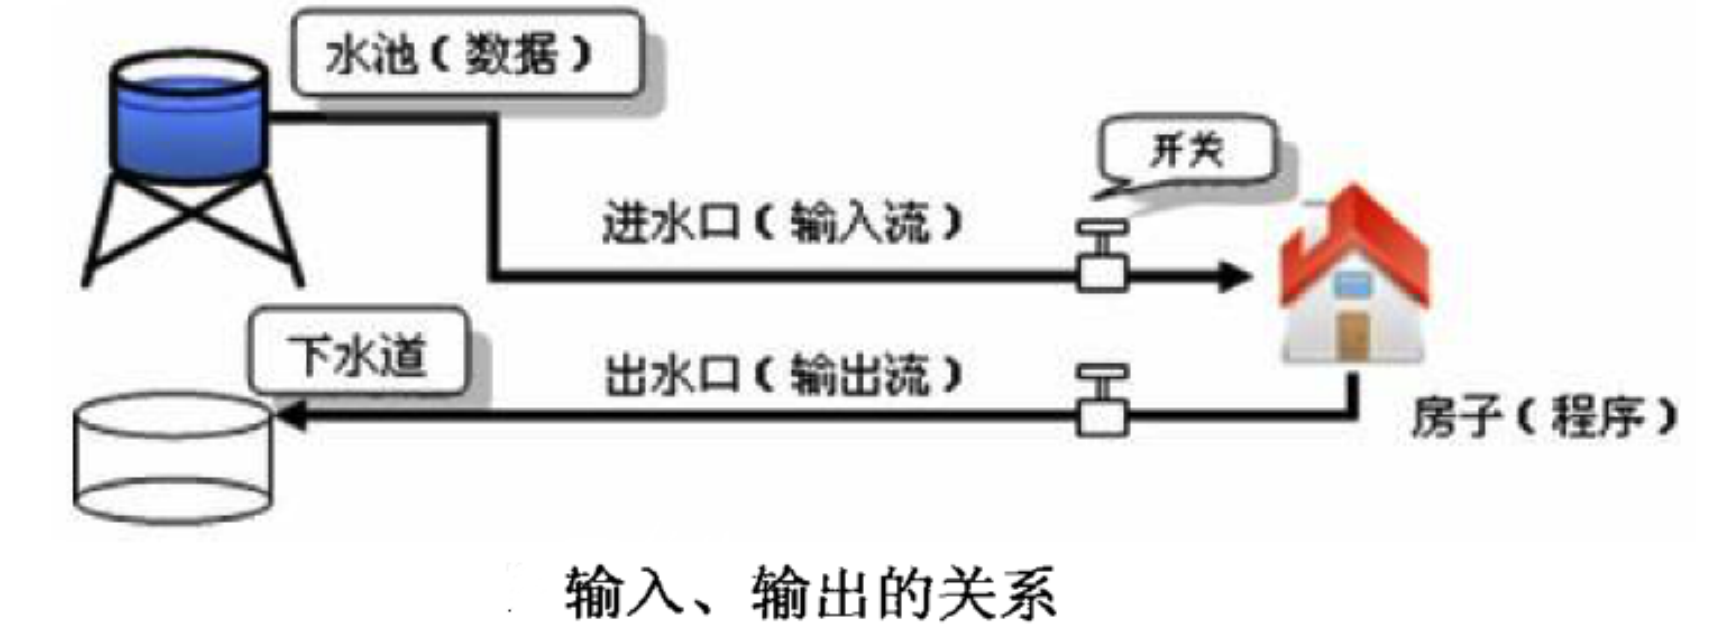 水池(数据)
开关
进水口(输入流)
下水道
出水口(输出流)
房子(程序)
输入、输出的关系